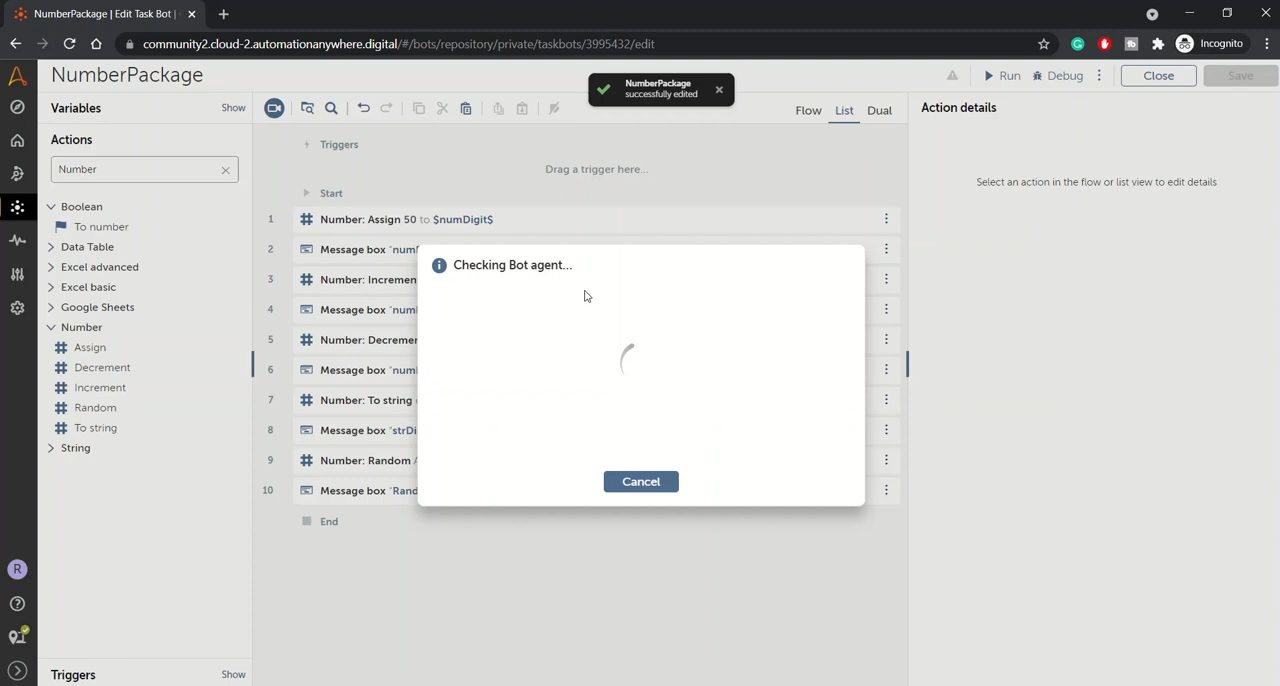 NumberPackage | Edit Task Bot |
community2.cloud-2.automationanywhere.digital/#/bots/repository/private/taskbots/3995432/edit
Incognito
NumberPackage
NumberPackage
successfully edited
Run
Debug
Close
Save
Variables
Show
Flow
List
Dual
Action details
Actions
Number
Triggers
Drag a trigger here...
Select an action in the flow or list view to edit details
Start
Boolean
To number
Data Table
Excel advanced
Excel basic
Google Sheets
Number
Assign
Decrement
Increment
Random
To string
String
1 Number: Assign 50 to $numDigit$
2 Message box
3 Number:
4 Message box
5 Number:
6 Message box
7 Number: To string
8 Message box
9 Number: Random
10 Message box
End
Checking Bot agent...
Cancel
R
Triggers
Show